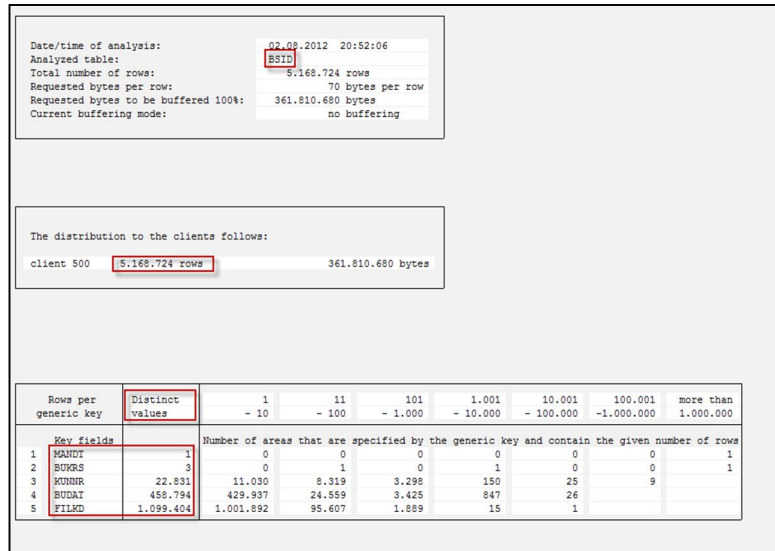 Date/time of analysis: 02.08.2012 20:52:06
Analyzed table: BSID
Total number of rows: 5.168.724 rows
Requested bytes per row: 70 bytes per row
Requested bytes to be buffered 100%: 361.810.680 bytes
Current buffering mode: no buffering
The distribution to the clients follows:
client 500 5.168.724 rows 361.810.680 bytes
Rows per Distinct 1 11 101 1.001 10.001 100.001 more than
generic key values - 10 - 100 - 1.000 - 10.000 - 100.000 -1.000.000 1.000.000
Key fields Number of areas that are specified by the generic key and contain the given number of rows
1 MANDT 1 0 0 0 0 0 0 1
2 BUKRS 3 0 1 0 1 0 0 1
3 KUNNR 22.831 11.030 8.319 3.298 150 25 9
4 BUDAT 458.794 429.937 24.559 3.425 847 26
5 FILKD 1.099.404 1.001.892 95.607 1.889 15 1